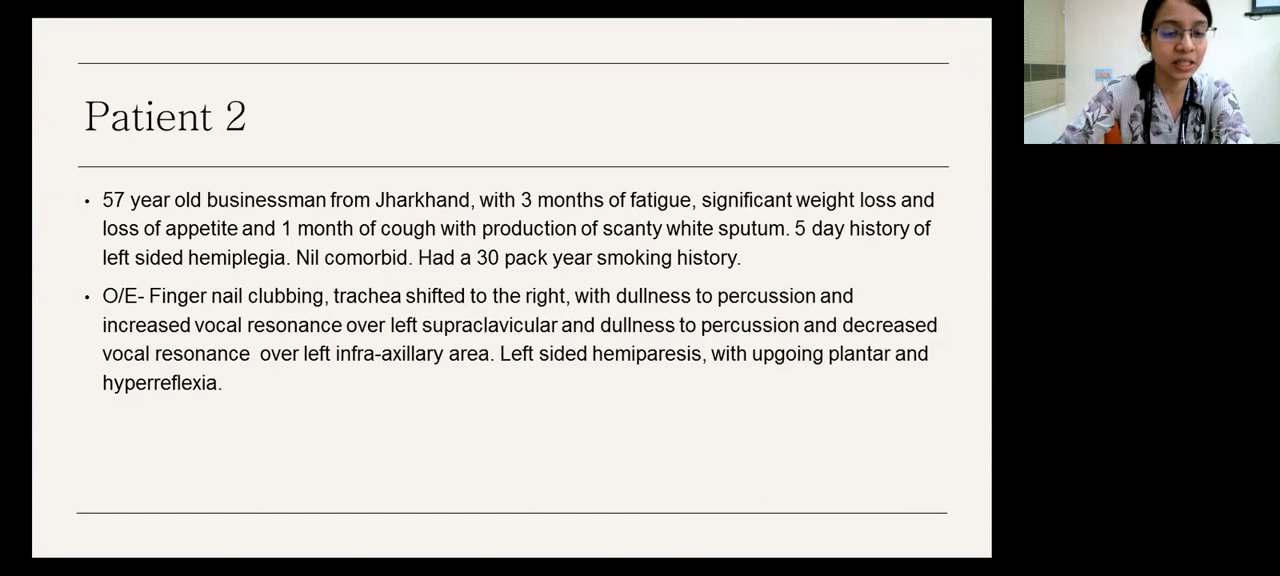 Patient 2
• 57 year old businessman from Jharkhand, with 3 months of fatigue, significant weight loss and
loss of appetite and 1 month of cough with production of scanty white sputum. 5 day history of
left sided hemiplegia. Nil comorbid. Had a 30 pack year smoking history.
• O/E- Finger nail clubbing, trachea shifted to the right, with dullness to percussion and
increased vocal resonance over left supraclavicular and dullness to percussion and decreased
vocal resonance over left infra-axillary area. Left sided hemiparesis, with upgoing plantar and
hyperreflexia.